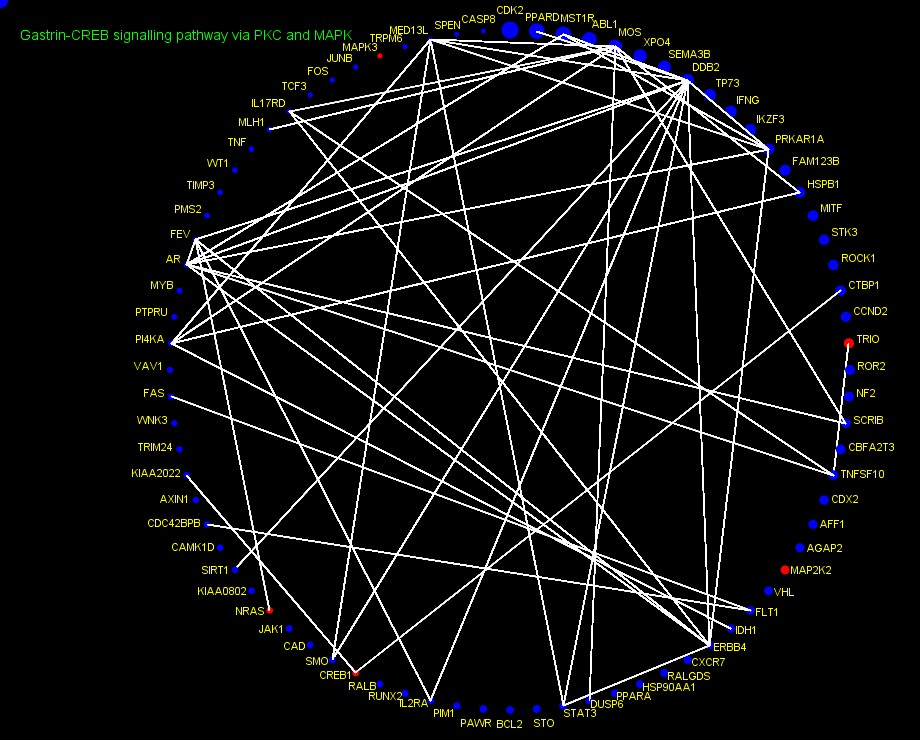 Gastrin-CREB signalling pathway via PKC and MAPK
CDK2
PPARD
MST1R
ABL1
MOS
XPO4
SEMA3B
DDB2
TP73
IFNG
IKZF3
PRKAR1A
FAM123B
HSPB1
MITF
STK3
ROCK1
CTBP1
CCND2
TRIO
ROR2
NF2
SCRIB
CBFA2T3
TNFSF10
CDX2
AFF1
AGAP2
MAP2K2
VHL
FLT1
IDH1
ERBB4
CXCR7
RALGDS
HSP90AA1
PPARA
DUSP6
STAT3
STO
BCL2
PAWR
PIM1
IL2RA
RUNX2
RALB
CREB1
SMO
CAD
JAK1
NRAS
KIAA0802
SIRT1
CAMK1D
CDC42BPB
AXIN1
KIAA2022
TRIM24
WNK3
FAS
VAV1
PI4KA
PTPRU
MYB
AR
FEV
PMS2
TIMP3
WT1
TNF
MLH1
IL17RD
TCF3
FOS
JUNB
MAPK3
TRPM6
MED13L
SPEN
CASP8